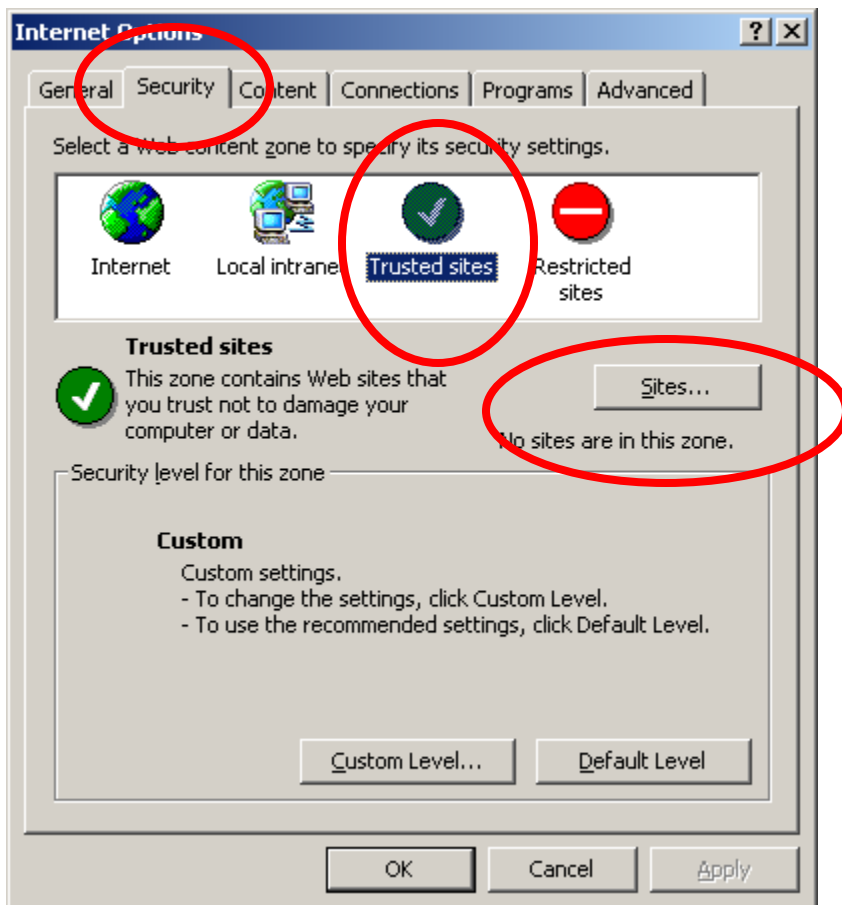 Internet Options
General Security Content Connections Programs Advanced
Select a Web content zone to specify its security settings.
Internet Local intrane Trusted sites Restricted
sites
Trusted sites
This zone contains Web sites that
you trust not to damage your
computer or data.
Sites...
No sites are in this zone.
Security level for this zone
Custom
Custom settings.
- To change the settings, click Custom Level.
- To use the recommended settings, click Default Level.
Custom Level... Default Level
OK Cancel Apply